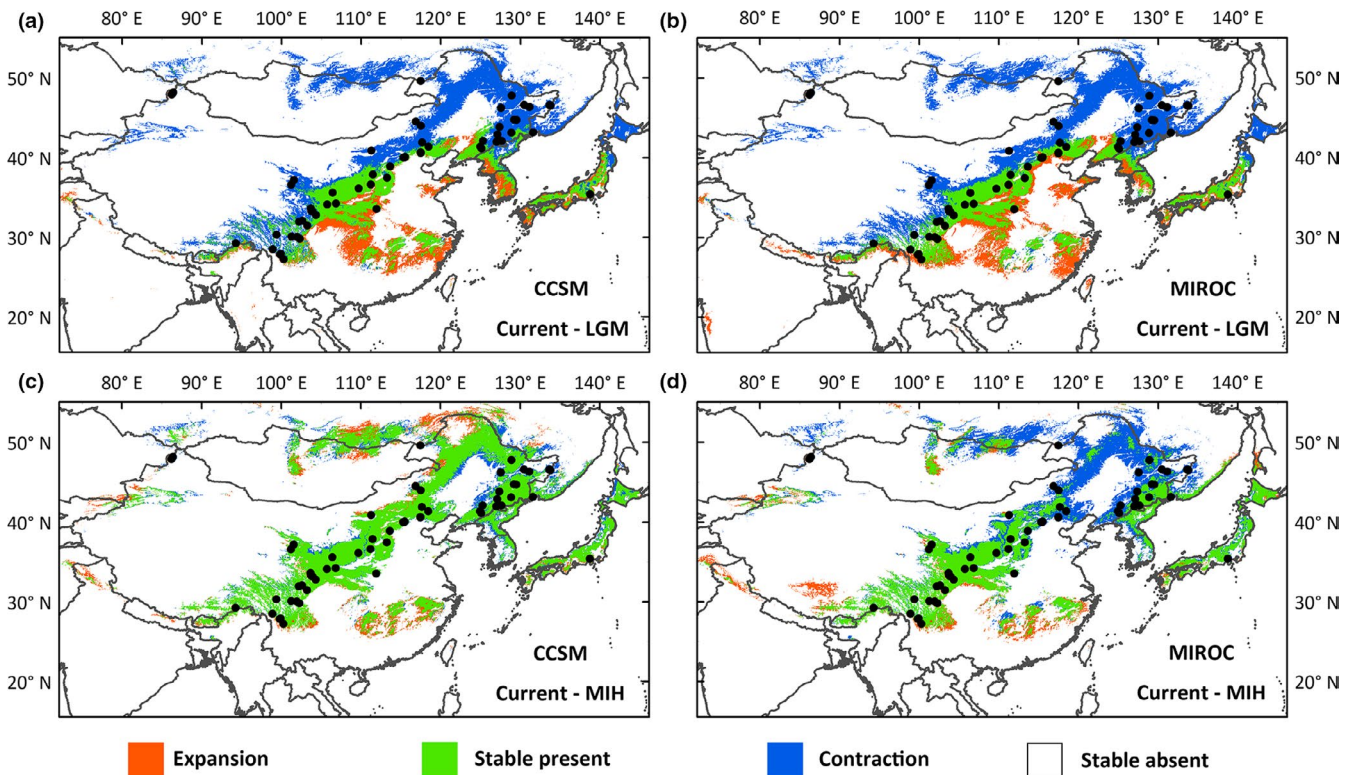 (a)
80° E 90° E 100° E 110° E 120° E 130° E 140° E
50° N
40° N
30° N
20° N
CCSM
Current - LGM
(b)
80° E 90° E 100° E 110° E 120° E 130° E 140° E
50° N
40° N
30° N
20° N
MIROC
Current - LGM
(c)
80° E 90° E 100° E 110° E 120° E 130° E 140° E
50° N
40° N
30° N
20° N
CCSM
Current - MIH
(d)
80° E 90° E 100° E 110° E 120° E 130° E 140° E
50° N
40° N
30° N
20° N
MIROC
Current - MIH
Expansion Stable present Contraction Stable absent